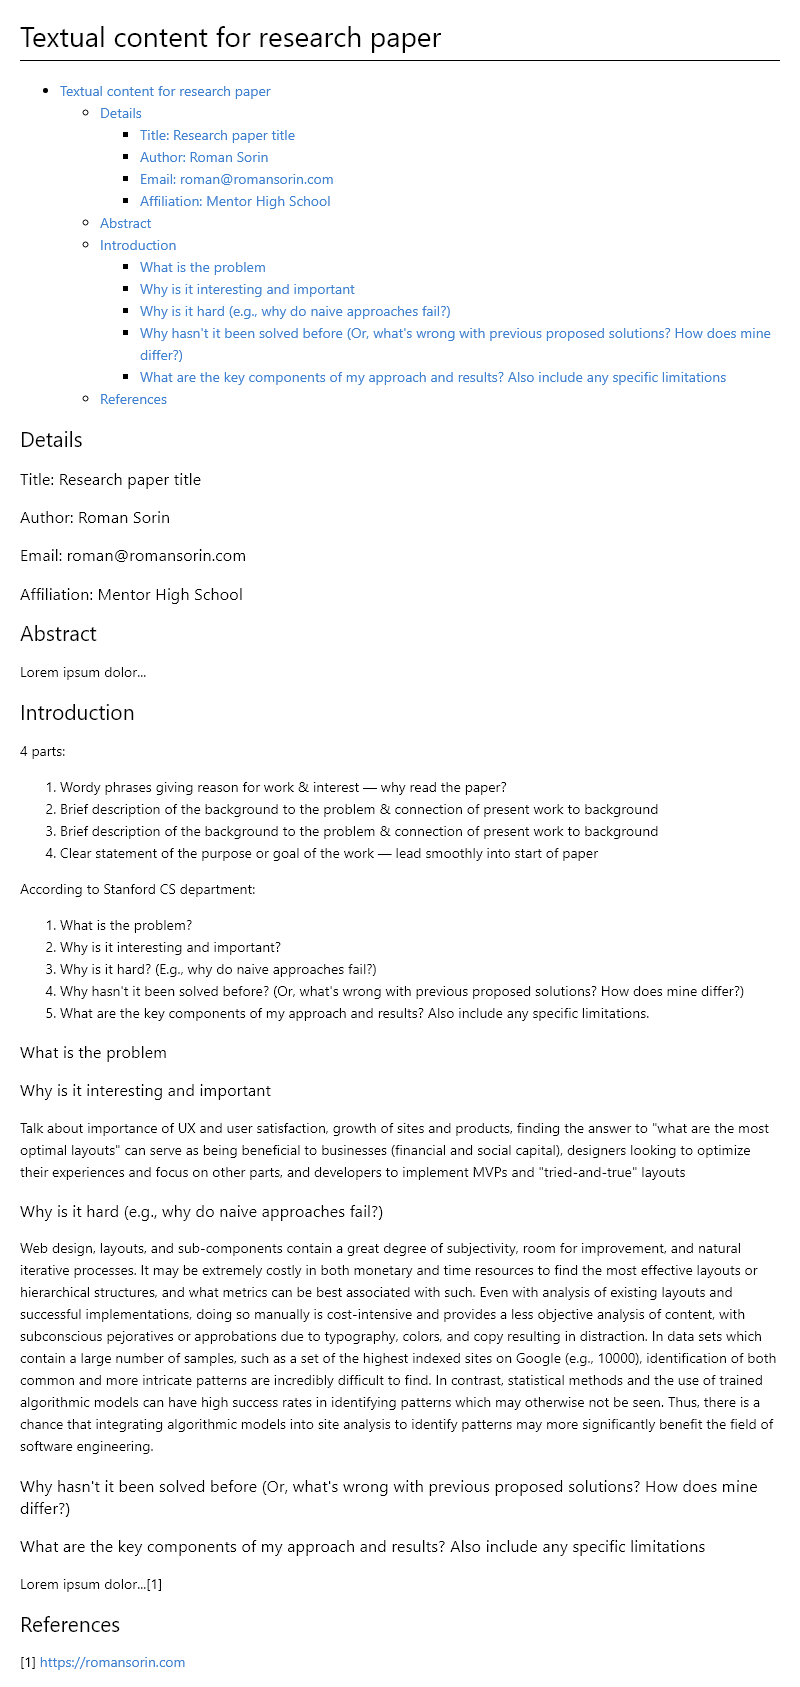 Textual content for research paper
Textual content for research paper
Details
Title: Research paper title
Author: Roman Sorin
Email: roman@romansorin.com
Affiliation: Mentor High School
Abstract
Introduction
What is the problem
Why is it interesting and important
Why is it hard (e.g., why do naive approaches fail?)
Why hasn't it been solved before (Or, what's wrong with previous proposed solutions? How does mine
differ?)
What are the key components of my approach and results? Also include any specific limitations
References
Details
Title: Research paper title
Author: Roman Sorin
Email: roman@romansorin.com
Affiliation: Mentor High School
Abstract
Lorem ipsum dolor...
Introduction
4 parts:
1. Wordy phrases giving reason for work & interest — why read the paper?
2. Brief description of the background to the problem & connection of present work to background
3. Brief description of the background to the problem & connection of present work to background
4. Clear statement of the purpose or goal of the work — lead smoothly into start of paper
According to Stanford CS department:
1. What is the problem?
2. Why is it interesting and important?
3. Why is it hard? (E.g., why do naive approaches fail?)
4. Why hasn't it been solved before? (Or, what's wrong with previous proposed solutions? How does mine differ?)
5. What are the key components of my approach and results? Also include any specific limitations.
What is the problem
Why is it interesting and important
Talk about importance of UX and user satisfaction, growth of sites and products, finding the answer to "what are the most
optimal layouts" can serve as being beneficial to businesses (financial and social capital), designers looking to optimize
their experiences and focus on other parts, and developers to implement MVPs and "tried-and-true" layouts
Why is it hard (e.g., why do naive approaches fail?)
Web design, layouts, and sub-components contain a great degree of subjectivity, room for improvement, and natural
iterative processes. It may be extremely costly in both monetary and time resources to find the most effective layouts or
hierarchical structures, and what metrics can be best associated with such. Even with analysis of existing layouts and
successful implementations, doing so manually is cost-intensive and provides a less objective analysis of content, with
subconscious pejoratives or approbations due to typography, colors, and copy resulting in distraction. In data sets which
contain a large number of samples, such as a set of the highest indexed sites on Google (e.g., 10000), identification of both
common and more intricate patterns are incredibly difficult to find. In contrast, statistical methods and the use of trained
algorithmic models can have high success rates in identifying patterns which may otherwise not be seen. Thus, there is a
chance that integrating algorithmic models into site analysis to identify patterns may more significantly benefit the field of
software engineering.
Why hasn't it been solved before (Or, what's wrong with previous proposed solutions? How does mine
differ?)
What are the key components of my approach and results? Also include any specific limitations
Lorem ipsum dolor...[1]
References
[1] https://romansorin.com